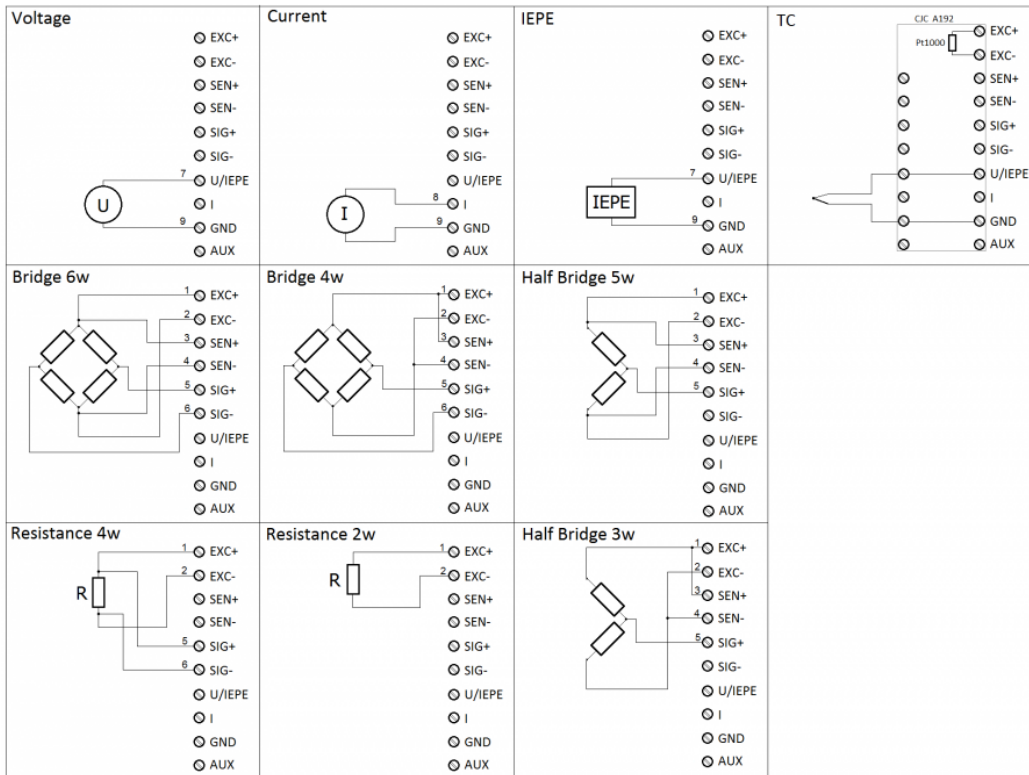 Voltage
EXC+
EXC-
SEN+
SEN-
SIG+
SIG-
7 U/IEPE
U
I
9 GND
AUX
Current
EXC+
EXC-
SEN+
SEN-
SIG+
SIG-
U/IEPE
8 I
I
9 GND
AUX
IEPE
EXC+
EXC-
SEN+
SEN-
SIG+
SIG-
7 U/IEPE
IEPE
I
9 GND
AUX
TC
CJC A192
EXC+
Pt1000
EXC-
SEN+
SEN-
SIG+
SIG-
U/IEPE
I
GND
AUX
Bridge 6w
1 EXC+
2 EXC-
3 SEN+
4 SEN-
5 SIG+
6 SIG-
U/IEPE
I
GND
AUX
Bridge 4w
1 EXC+
2 EXC-
3 SEN+
4 SEN-
5 SIG+
6 SIG-
U/IEPE
I
GND
AUX
Half Bridge 5w
1 EXC+
2 EXC-
3 SEN+
4 SEN-
5 SIG+
SIG-
U/IEPE
I
GND
AUX
Resistance 4w
1 EXC+
2 EXC-
R
SEN+
SEN-
5 SIG+
6 SIG-
U/IEPE
I
GND
AUX
Resistance 2w
1 EXC+
2 EXC-
R
SEN+
SEN-
SIG+
SIG-
U/IEPE
I
GND
AUX
Half Bridge 3w
1 EXC+
2 EXC-
3 SEN+
4 SEN-
5 SIG+
SIG-
U/IEPE
I
GND
AUX